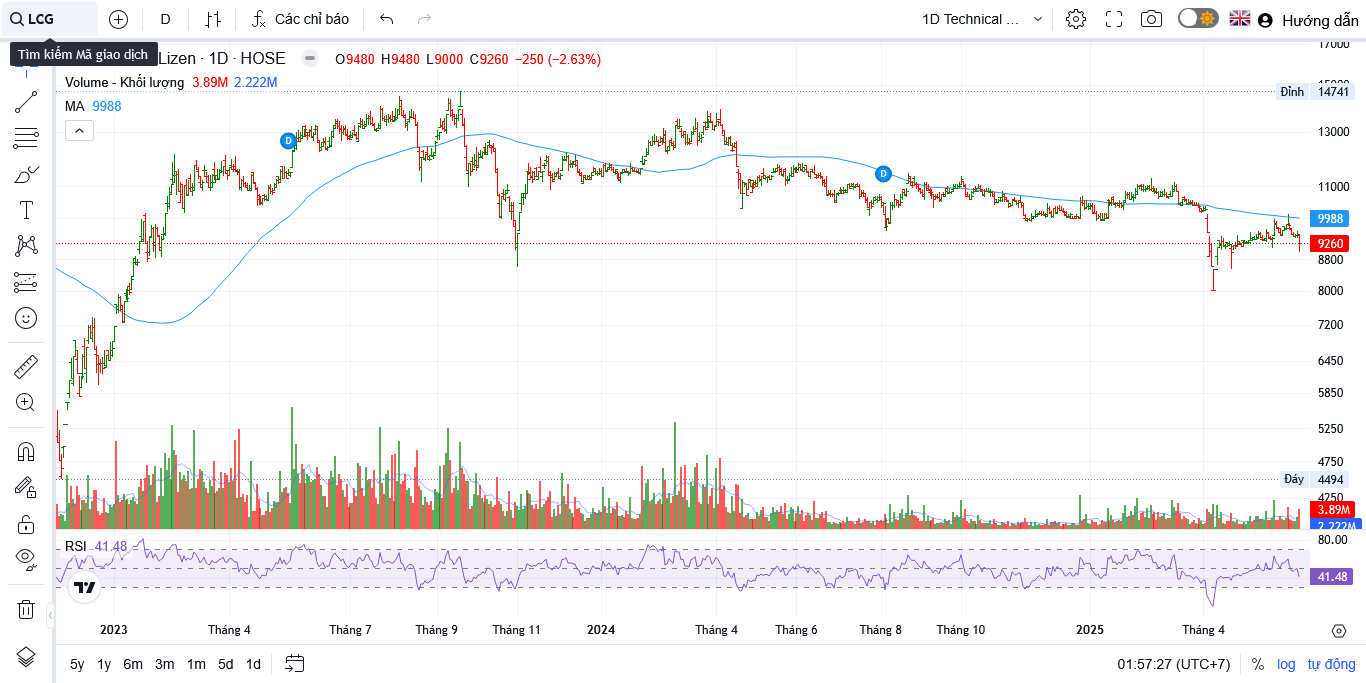 LCG D Các chỉ báo 1D Technical ... Hướng dẫn
Tìm kiếm Mã giao dịch
Lizen · 1D · HOSE O9480 H9480 L9000 C9260 −250 (−2.63%)
Volume - Khối lượng 3.89M 2.222M
MA 9988
D
D
17000
Đỉnh 14741
13000
11000
9988
9260
8800
8000
7200
6450
5850
5250
4750
Đáy 4494
4250
3.89M
2.222M
RSI 41.48
80.00
41.48
2023 Tháng 4 Tháng 7 Tháng 9 Tháng 11 2024 Tháng 4 Tháng 6 Tháng 8 Tháng 10 2025 Tháng 4
5y 1y 6m 3m 1m 5d 1d 01:57:27 (UTC+7) % log tự động